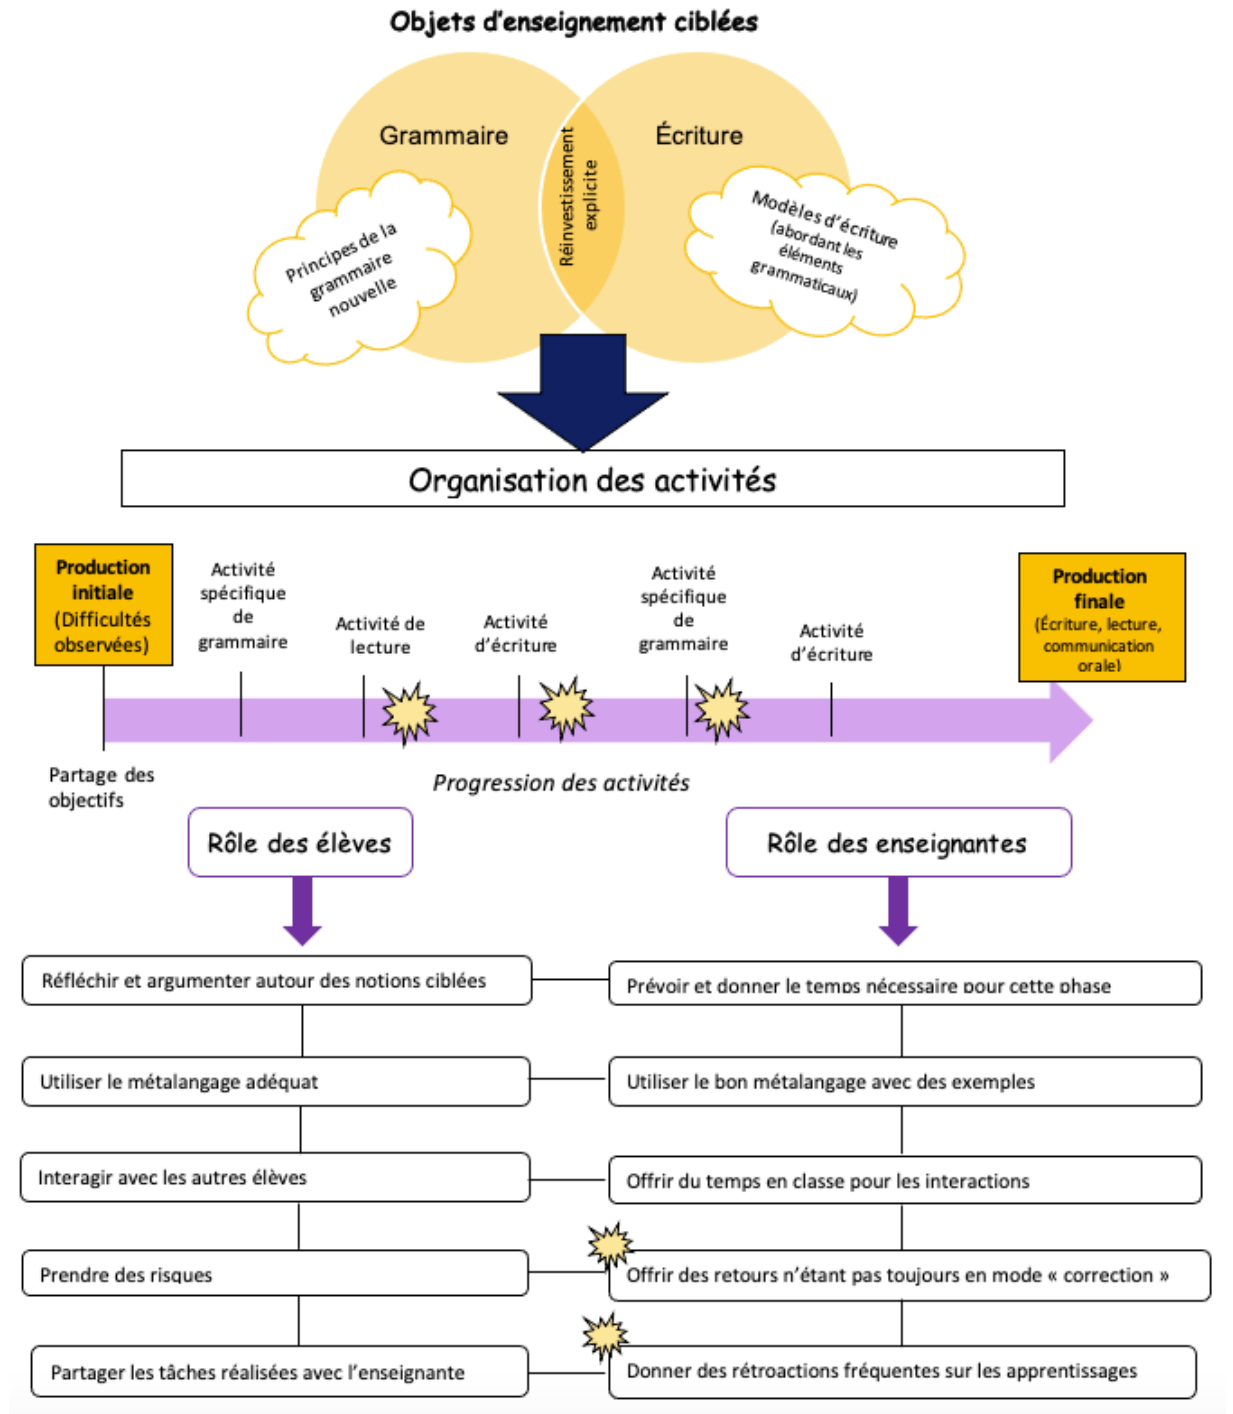 Objets d'enseignement ciblées
Grammaire
Écriture
Réinvestissement
explicite
Principes de la
grammaire
nouvelle
Modèles d'écriture
(abordant les
éléments
grammaticaux)
Organisation des activités
Production
initiale
(Difficultés
observées)
Activité
spécifique
de
grammaire
Activité de
lecture
Activité
d'écriture
Activité
spécifique
de
grammaire
Activité
d'écriture
Production
finale
(Écriture, lecture,
communication
orale)
Partage des
objectifs
Progression des activités
Rôle des élèves
Rôle des enseignantes
Réfléchir et argumenter autour des notions ciblées
Prévoir et donner le temps nécessaire pour cette phase
Utiliser le métalangage adéquat
Utiliser le bon métalangage avec des exemples
Interagir avec les autres élèves
Offrir du temps en classe pour les interactions
Prendre des risques
Offrir des retours n'étant pas toujours en mode « correction »
Partager les tâches réalisées avec l'enseignante
Donner des rétroactions fréquentes sur les apprentissages